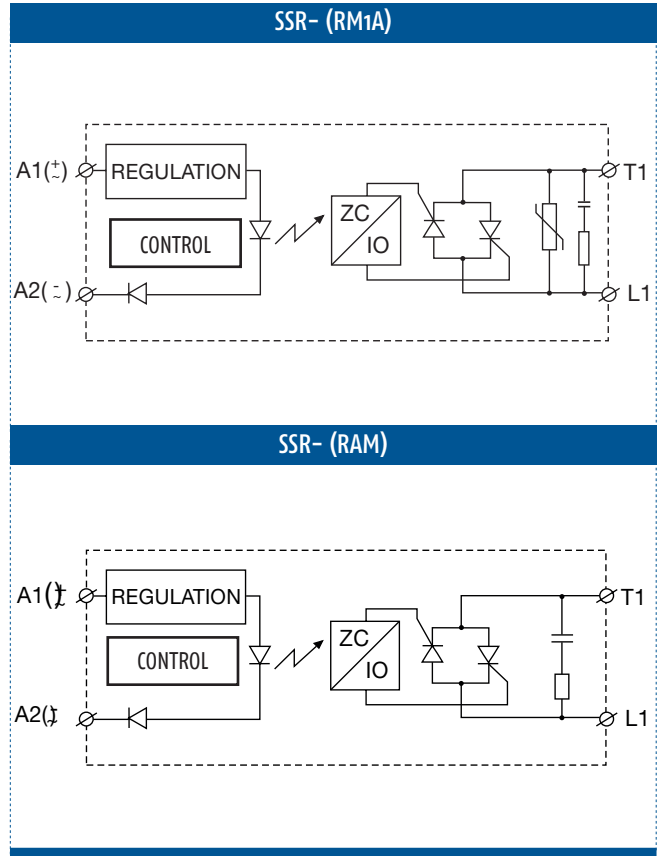 SSR- (RM1A)
A1(±~) REGULATION T1
ZC
CONTROL IO
A2(-~) L1
SSR- (RAM)
A1( REGULATION T1
ZC
CONTROL IO
A2( L1